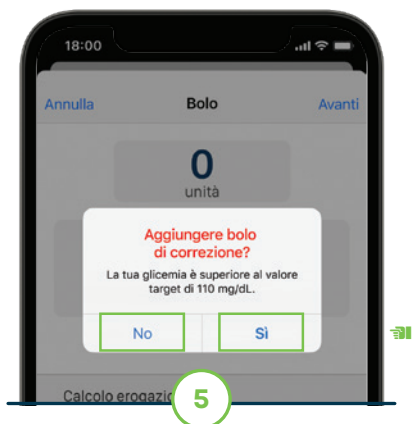 18:00
Annulla Bolo Avanti
0
unità
Aggiungere bolo
di correzione?
La tua glicemia è superiore al valore
target di 110 mg/dL.
No Sì
Calcolo
5